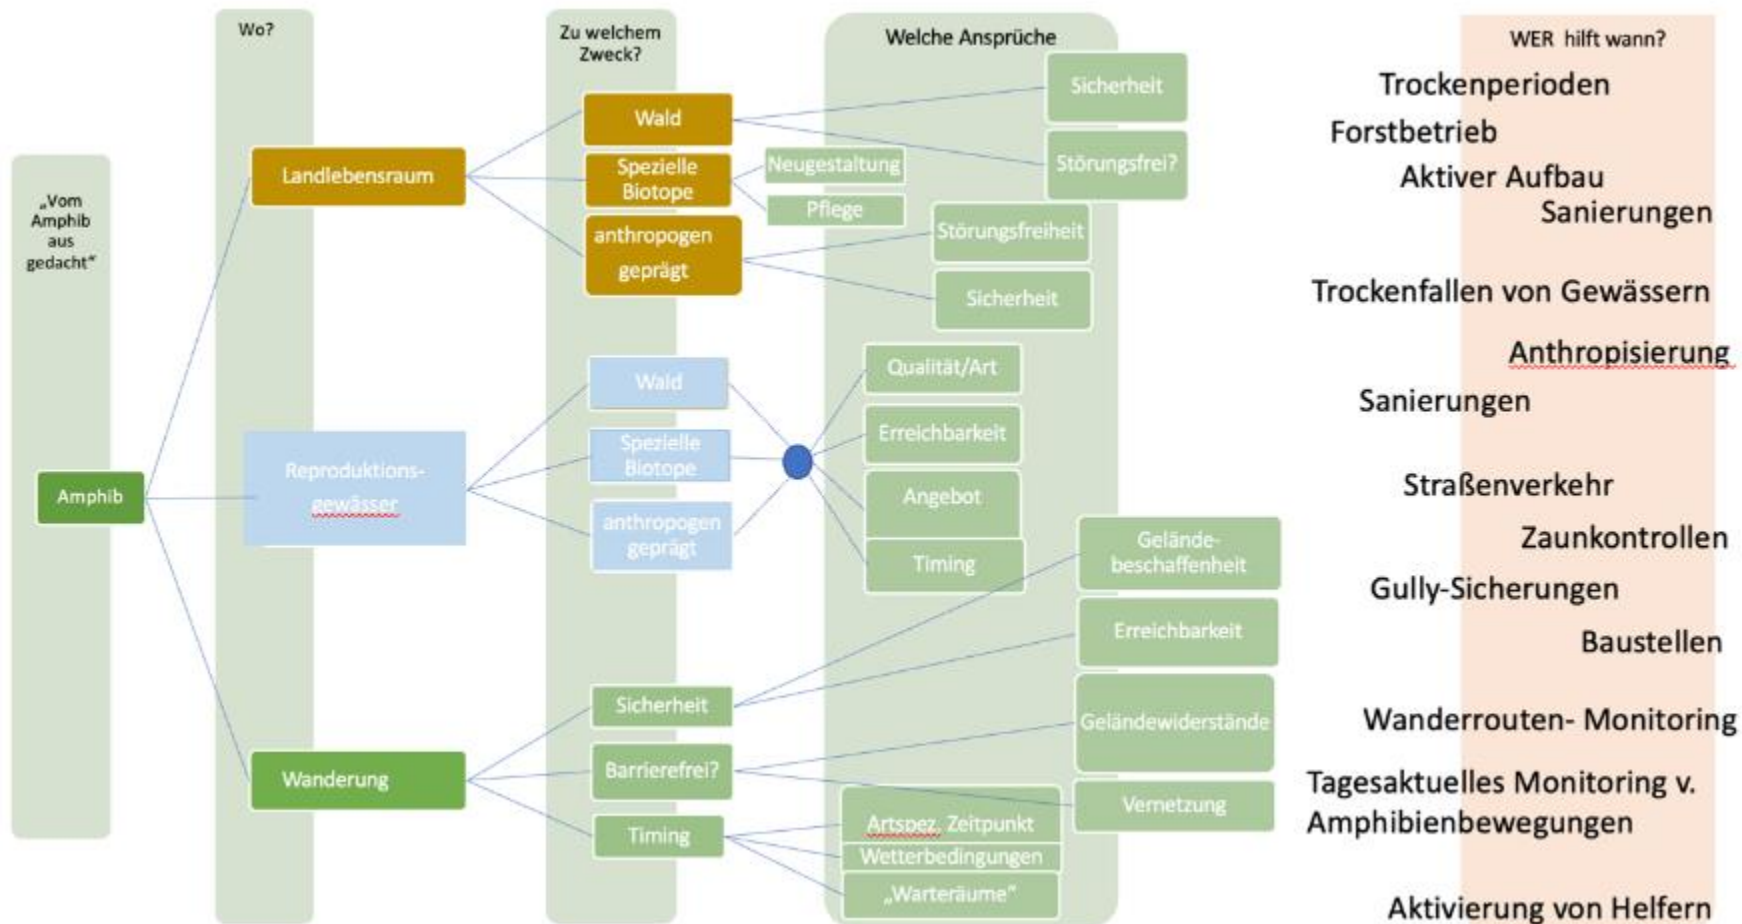 „Vom
Amphib
aus
gedacht“
Amphib
Wo?
Landlebensraum
Reproduktions-
gewässer
Wanderung
Zu welchem
Zweck?
Wald
Spezielle
Biotope
anthropogen
geprägt
Wald
Spezielle
Biotope
anthropogen
geprägt
Sicherheit
Barrierefrei?
Timing
Welche Ansprüche
Sicherheit
Störungsfrei?
Neugestaltung
Pflege
Störungsfreiheit
Sicherheit
Qualität/Art
Erreichbarkeit
Angebot
Timing
Gelände-
beschaffenheit
Erreichbarkeit
Geländewiderstände
Vernetzung
Artspez. Zeitpunkt
Wetterbedingungen
„Warteräume“
WER hilft wann?
Trockenperioden
Forstbetrieb
Aktiver Aufbau
Sanierungen
Trockenfallen von Gewässern
Anthropisierung
Sanierungen
Straßenverkehr
Zaunkontrollen
Gully-Sicherungen
Baustellen
Wanderrouten- Monitoring
Tagesaktuelles Monitoring v.
Amphibienbewegungen
Aktivierung von Helfern